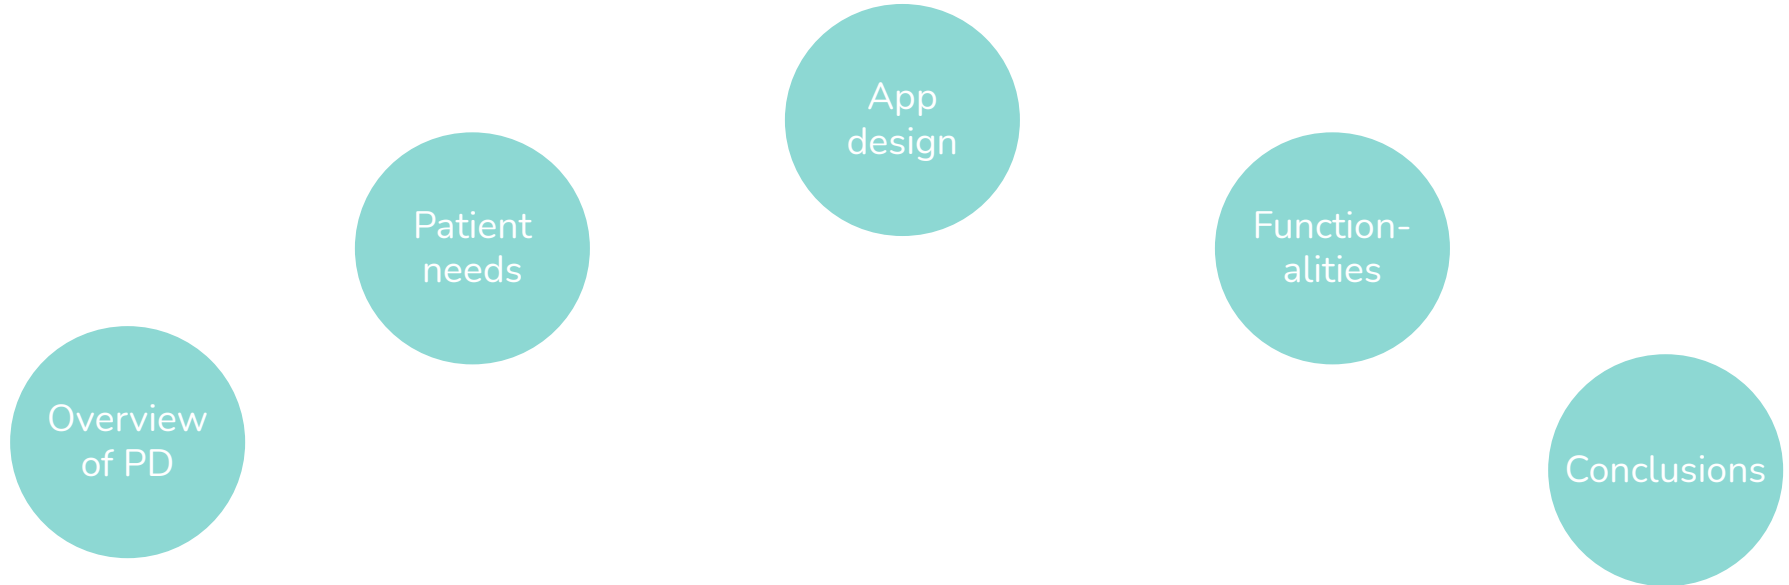 Overview
of PD
Patient
needs
App
design
Function-
alities
Conclusions